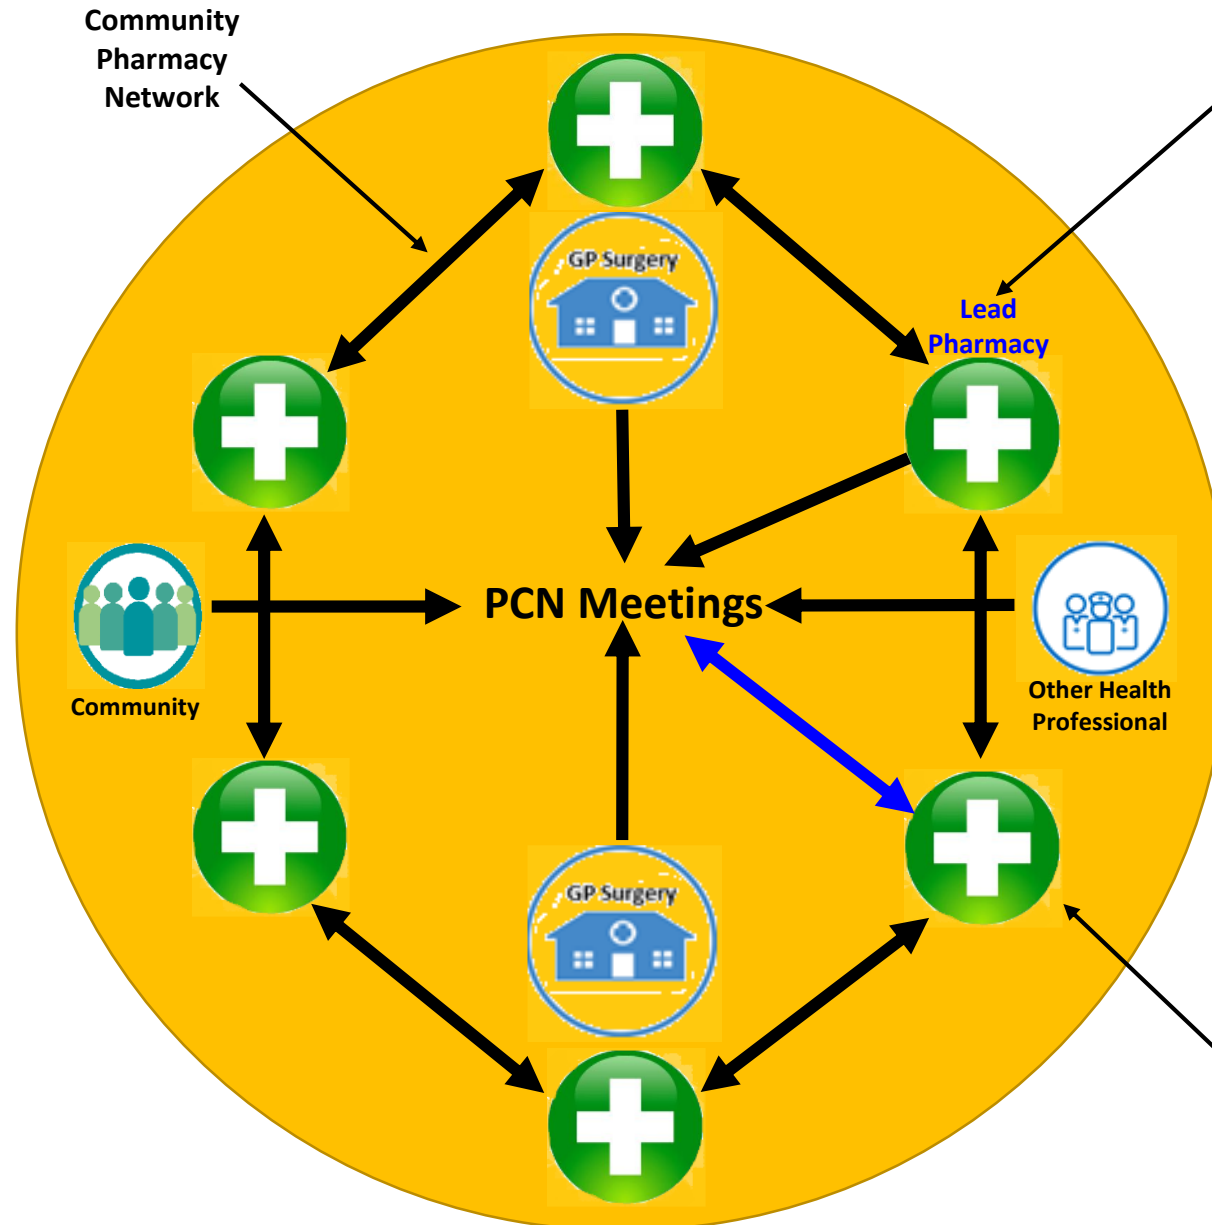 Community
Pharmacy
Network
GP Surgery
Lead
Pharmacy
PCN Meetings
Community
Other Health
Professional
GP Surgery